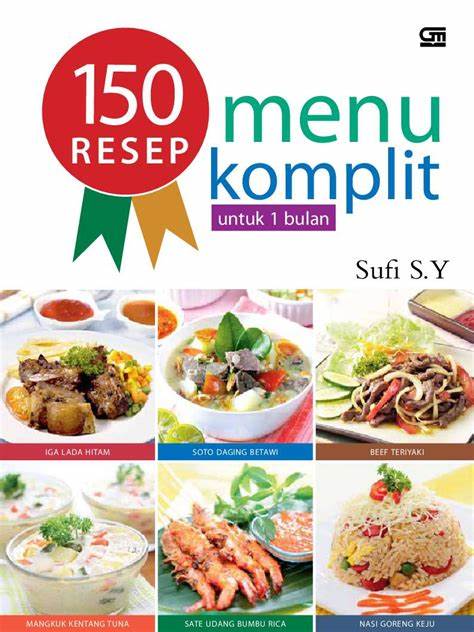 GM
150
RESEP
menu
komplit
untuk 1 bulan
Sufi S.Y
IGA LADA HITAM
SOTO DAGING BETAWI
BEEF TERIYAKI
MANGKUK KENTANG TUNA
SATE UDANG BUMBU RICA
NASI GORENG KEJU